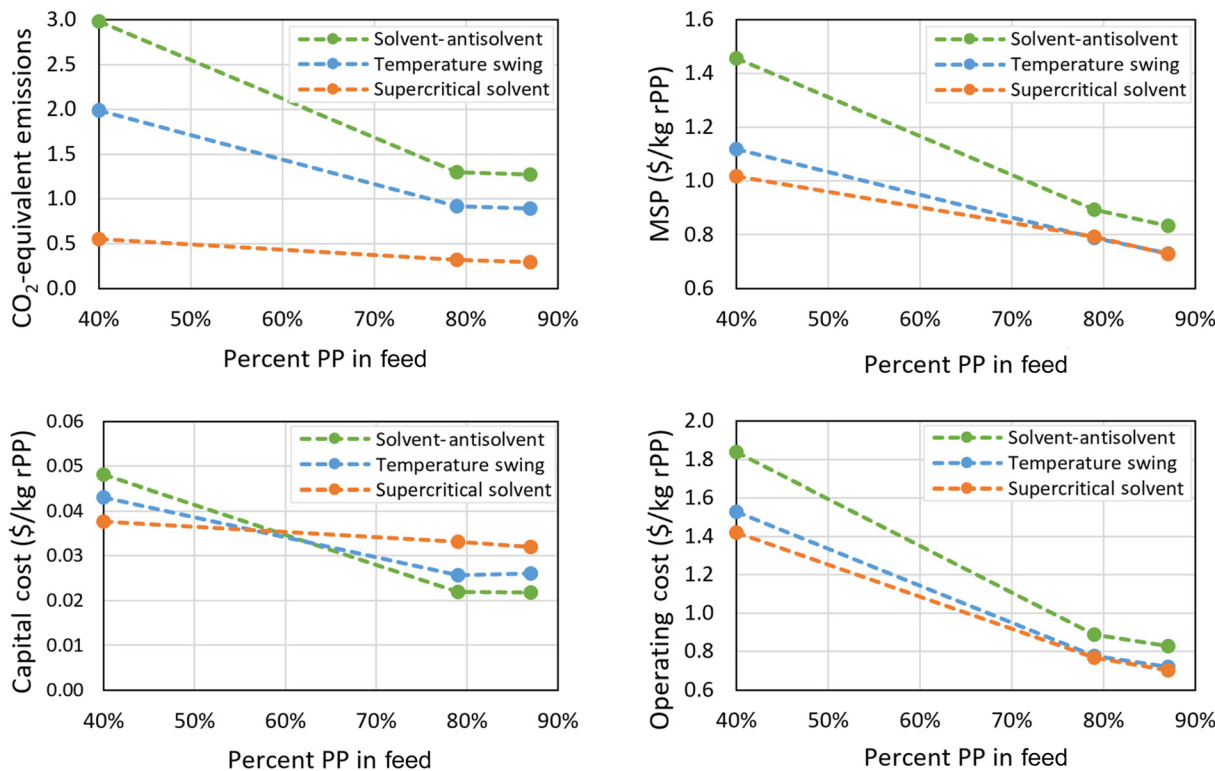 CO₂-equivalent emissions
3.0
2.5
2.0
1.5
1.0
0.5
0.0
Solvent-antisolvent
Temperature swing
Supercritical solvent
40% 50% 60% 70% 80% 90%
Percent PP in feed
MSP ($/kg rPP)
1.6
1.4
1.2
1.0
0.8
0.6
Solvent-antisolvent
Temperature swing
Supercritical solvent
40% 50% 60% 70% 80% 90%
Percent PP in feed
Capital cost ($/kg rPP)
0.06
0.05
0.04
0.03
0.02
0.01
0.00
Solvent-antisolvent
Temperature swing
Supercritical solvent
40% 50% 60% 70% 80% 90%
Percent PP in feed
Operating cost ($/kg rPP)
2.0
1.8
1.6
1.4
1.2
1.0
0.8
0.6
Solvent-antisolvent
Temperature swing
Supercritical solvent
40% 50% 60% 70% 80% 90%
Percent PP in feed